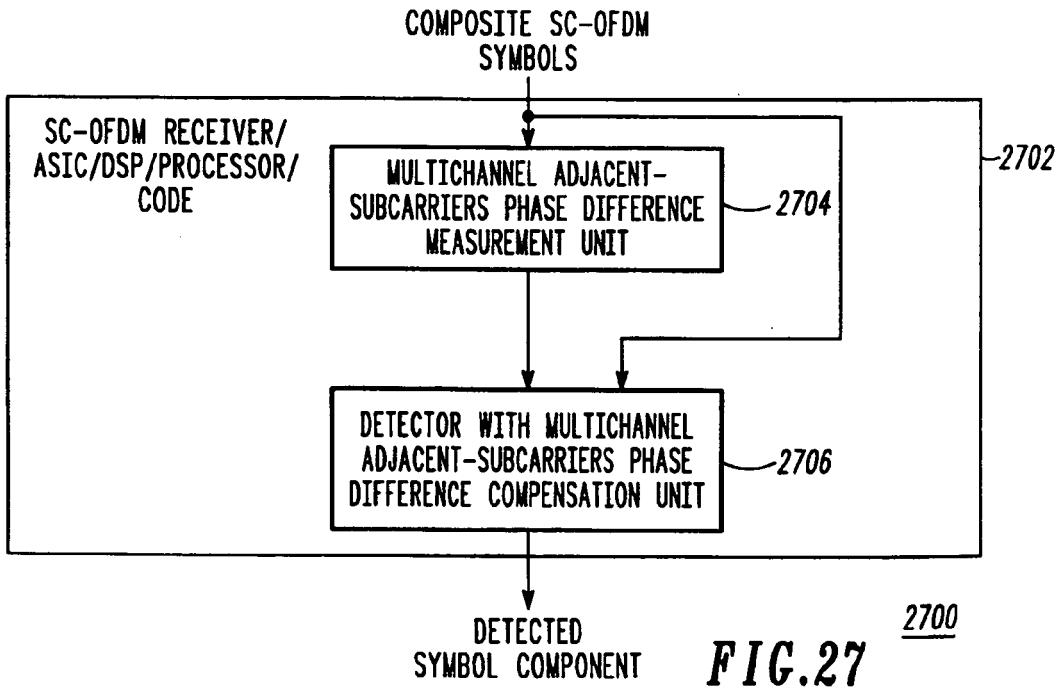 COMPOSITE SC-OFDM
SYMBOLS
SC-OFDM RECEIVER/
ASIC/DSP/PROCESSOR/
CODE
2702
MULTICHANNEL ADJACENT-
SUBCARRIERS PHASE DIFFERENCE
MEASUREMENT UNIT
2704
DETECTOR WITH MULTICHANNEL
ADJACENT-SUBCARRIERS PHASE
DIFFERENCE COMPENSATION UNIT
2706
DETECTED
SYMBOL COMPONENT
2700
FIG.27